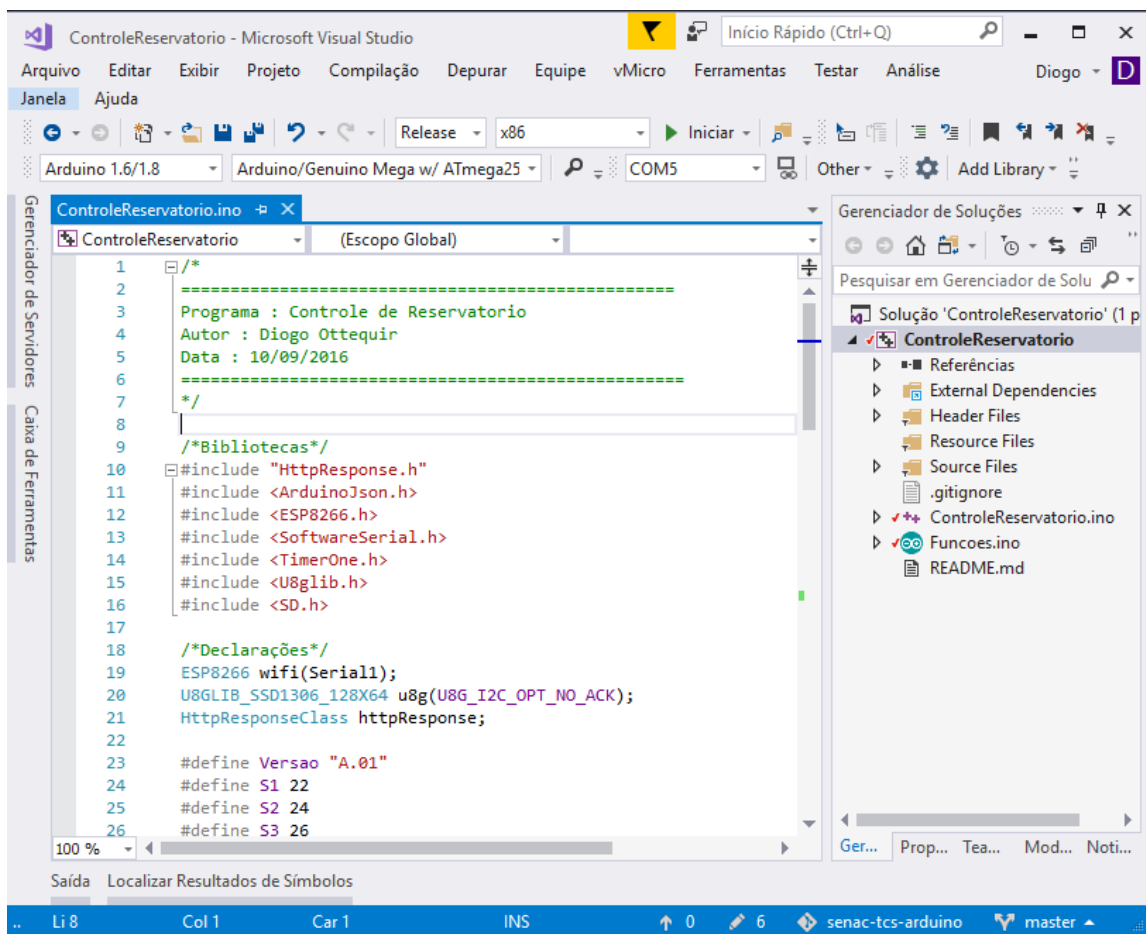 ControleReservatorio - Microsoft Visual Studio
Início Rápido (Ctrl+Q)
Arquivo Editar Exibir Projeto Compilação Depurar Equipe vMicro Ferramentas Testar Análise Diogo D
Janela Ajuda
Release x86 Iniciar
Arduino 1.6/1.8 Arduino/Genuino Mega w/ ATmega25 COM5 Other Add Library
Gerenciador de Servidores
Caixa de Ferramentas
ControleReservatorio.ino
ControleReservatorio (Escopo Global)
1 /*
2 ==================================================
3 Programa : Controle de Reservatorio
4 Autor : Diogo Ottequir
5 Data : 10/09/2016
6 ===================================================
7 */
8
9 /*Bibliotecas*/
10 #include "HttpResponse.h"
11 #include <ArduinoJson.h>
12 #include <ESP8266.h>
13 #include <SoftwareSerial.h>
14 #include <TimerOne.h>
15 #include <U8glib.h>
16 #include <SD.h>
17
18 /*Declarações*/
19 ESP8266 wifi(Serial1);
20 U8GLIB_SSD1306_128X64 u8g(U8G_I2C_OPT_NO_ACK);
21 HttpResponseClass httpResponse;
22
23 #define Versao "A.01"
24 #define S1 22
25 #define S2 24
26 #define S3 26
100 %
Gerenciador de Soluções
Pesquisar em Gerenciador de Solu
Solução 'ControleReservatorio' (1 p
ControleReservatorio
Referências
External Dependencies
Header Files
Resource Files
Source Files
.gitignore
ControleReservatorio.ino
Funcoes.ino
README.md
Ger... Prop... Tea... Mod... Noti...
Saída Localizar Resultados de Símbolos
.. Li 8 Col 1 Car 1 INS 0 6 senac-tcs-arduino master